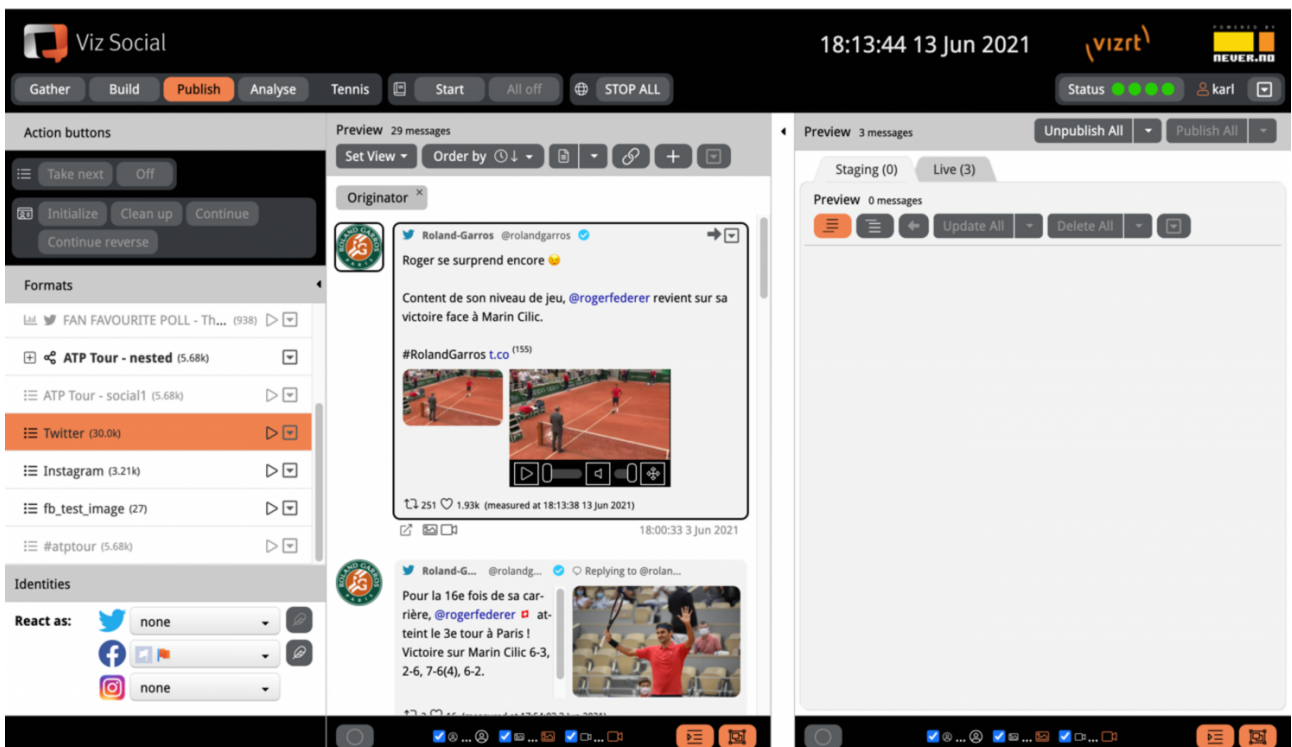 Viz Social
18:13:44 13 Jun 2021
vizrt
POWERED BY
NEVER.NO
Gather Build Publish Analyse Tennis Start All off STOP ALL
Status karl
Action buttons
Take next Off
Initialize Clean up Continue
Continue reverse
Formats
FAN FAVOURITE POLL - Th... (938)
ATP Tour - nested (5.68k)
ATP Tour - social1 (5.68k)
Twitter (30.0k)
Instagram (3.21k)
fb_test_image (27)
#atptour (5.68k)
Identities
React as: none
none
Preview 29 messages
Set View Order by
Originator ×
ROLAND GARROS
PARIS
Roland-Garros @rolandgarros
Roger se surprend encore 😉
Content de son niveau de jeu, @rogerfederer revient sur sa
victoire face à Marin Cilic.
#RolandGarros t.co (155)
251 1.93k (measured at 18:13:38 13 Jun 2021)
18:00:33 3 Jun 2021
ROLAND GARROS
PARIS
Roland-G... @rolandg... Replying to @rolan...
Pour la 16e fois de sa car-
rière, @rogerfederer 🇨🇭 at-
teint le 3e tour à Paris !
Victoire sur Marin Cilic 6-3,
2-6, 7-6(4), 6-2.
Preview 3 messages
Unpublish All Publish All
Staging (0) Live (3)
Preview 0 messages
Update All Delete All
... ... ...
... ... ...